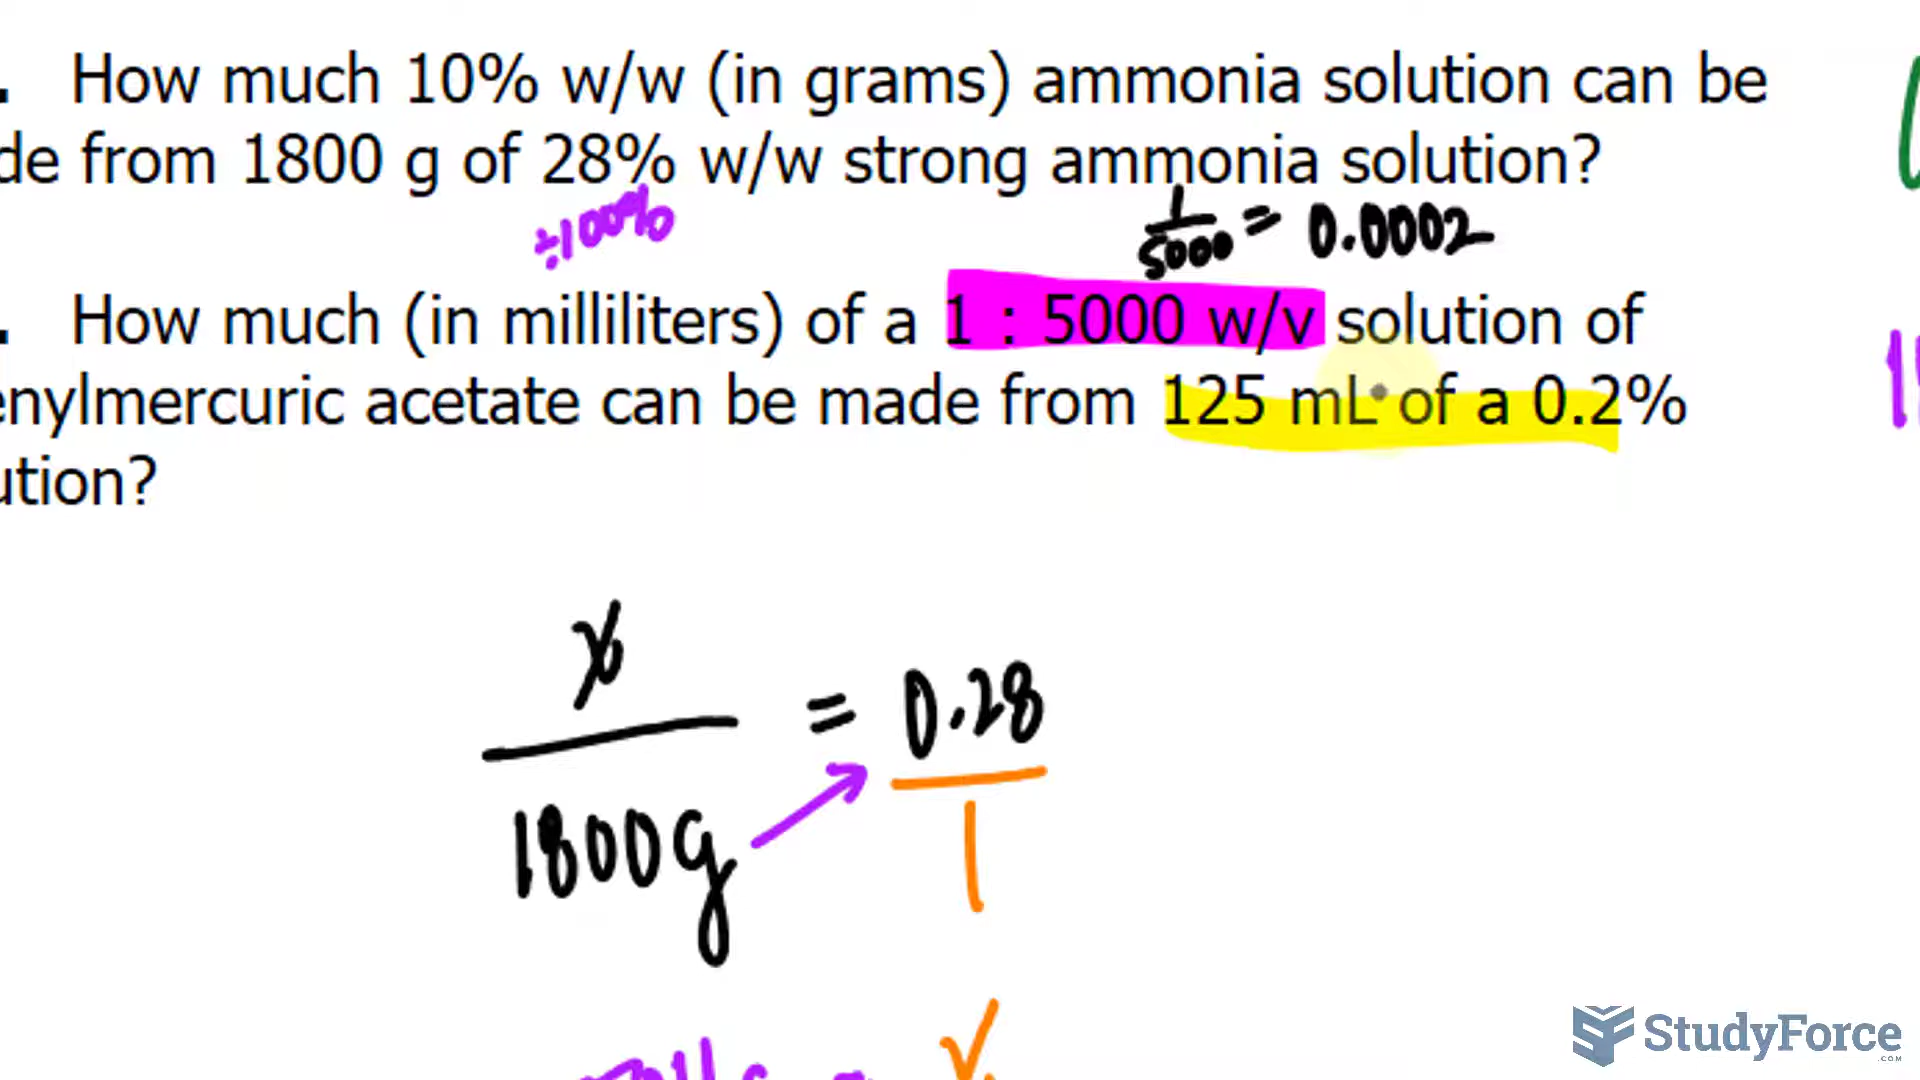 . How much 10% w/w (in grams) ammonia solution can be
de from 1800 g of 28% w/w strong ammonia solution?
÷100%
1/5000 = 0.0002
. How much (in milliliters) of a 1 : 5000 w/v solution of
enylmercuric acetate can be made from 125 mL of a 0.2%
ution?
x
= 0.28
1800g
1
StudyForce
.COM